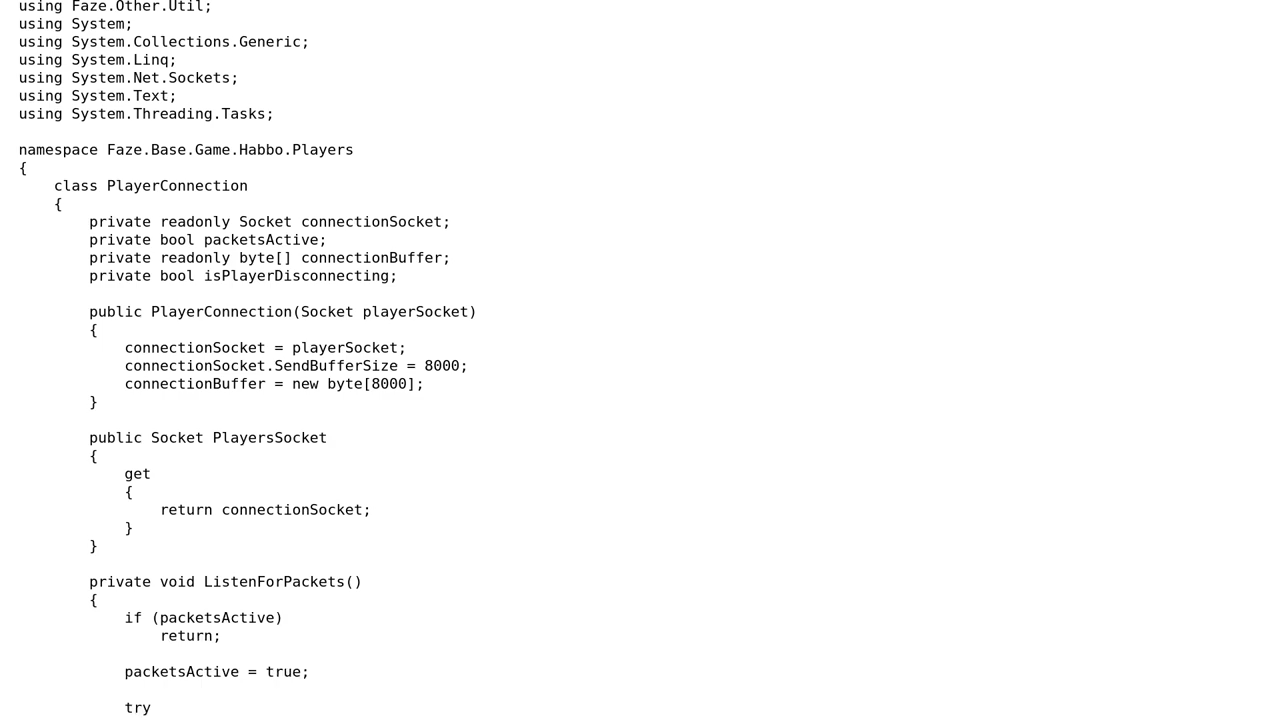 using Faze.Other.Util;
using System;
using System.Collections.Generic;
using System.Linq;
using System.Net.Sockets;
using System.Text;
using System.Threading.Tasks;

namespace Faze.Base.Game.Habbo.Players
{
    class PlayerConnection
    {
        private readonly Socket connectionSocket;
        private bool packetsActive;
        private readonly byte[] connectionBuffer;
        private bool isPlayerDisconnecting;

        public PlayerConnection(Socket playerSocket)
        {
            connectionSocket = playerSocket;
            connectionSocket.SendBufferSize = 8000;
            connectionBuffer = new byte[8000];
        }

        public Socket PlayersSocket
        {
            get
            {
                return connectionSocket;
            }
        }

        private void ListenForPackets()
        {
            if (packetsActive)
                return;

            packetsActive = true;

            try